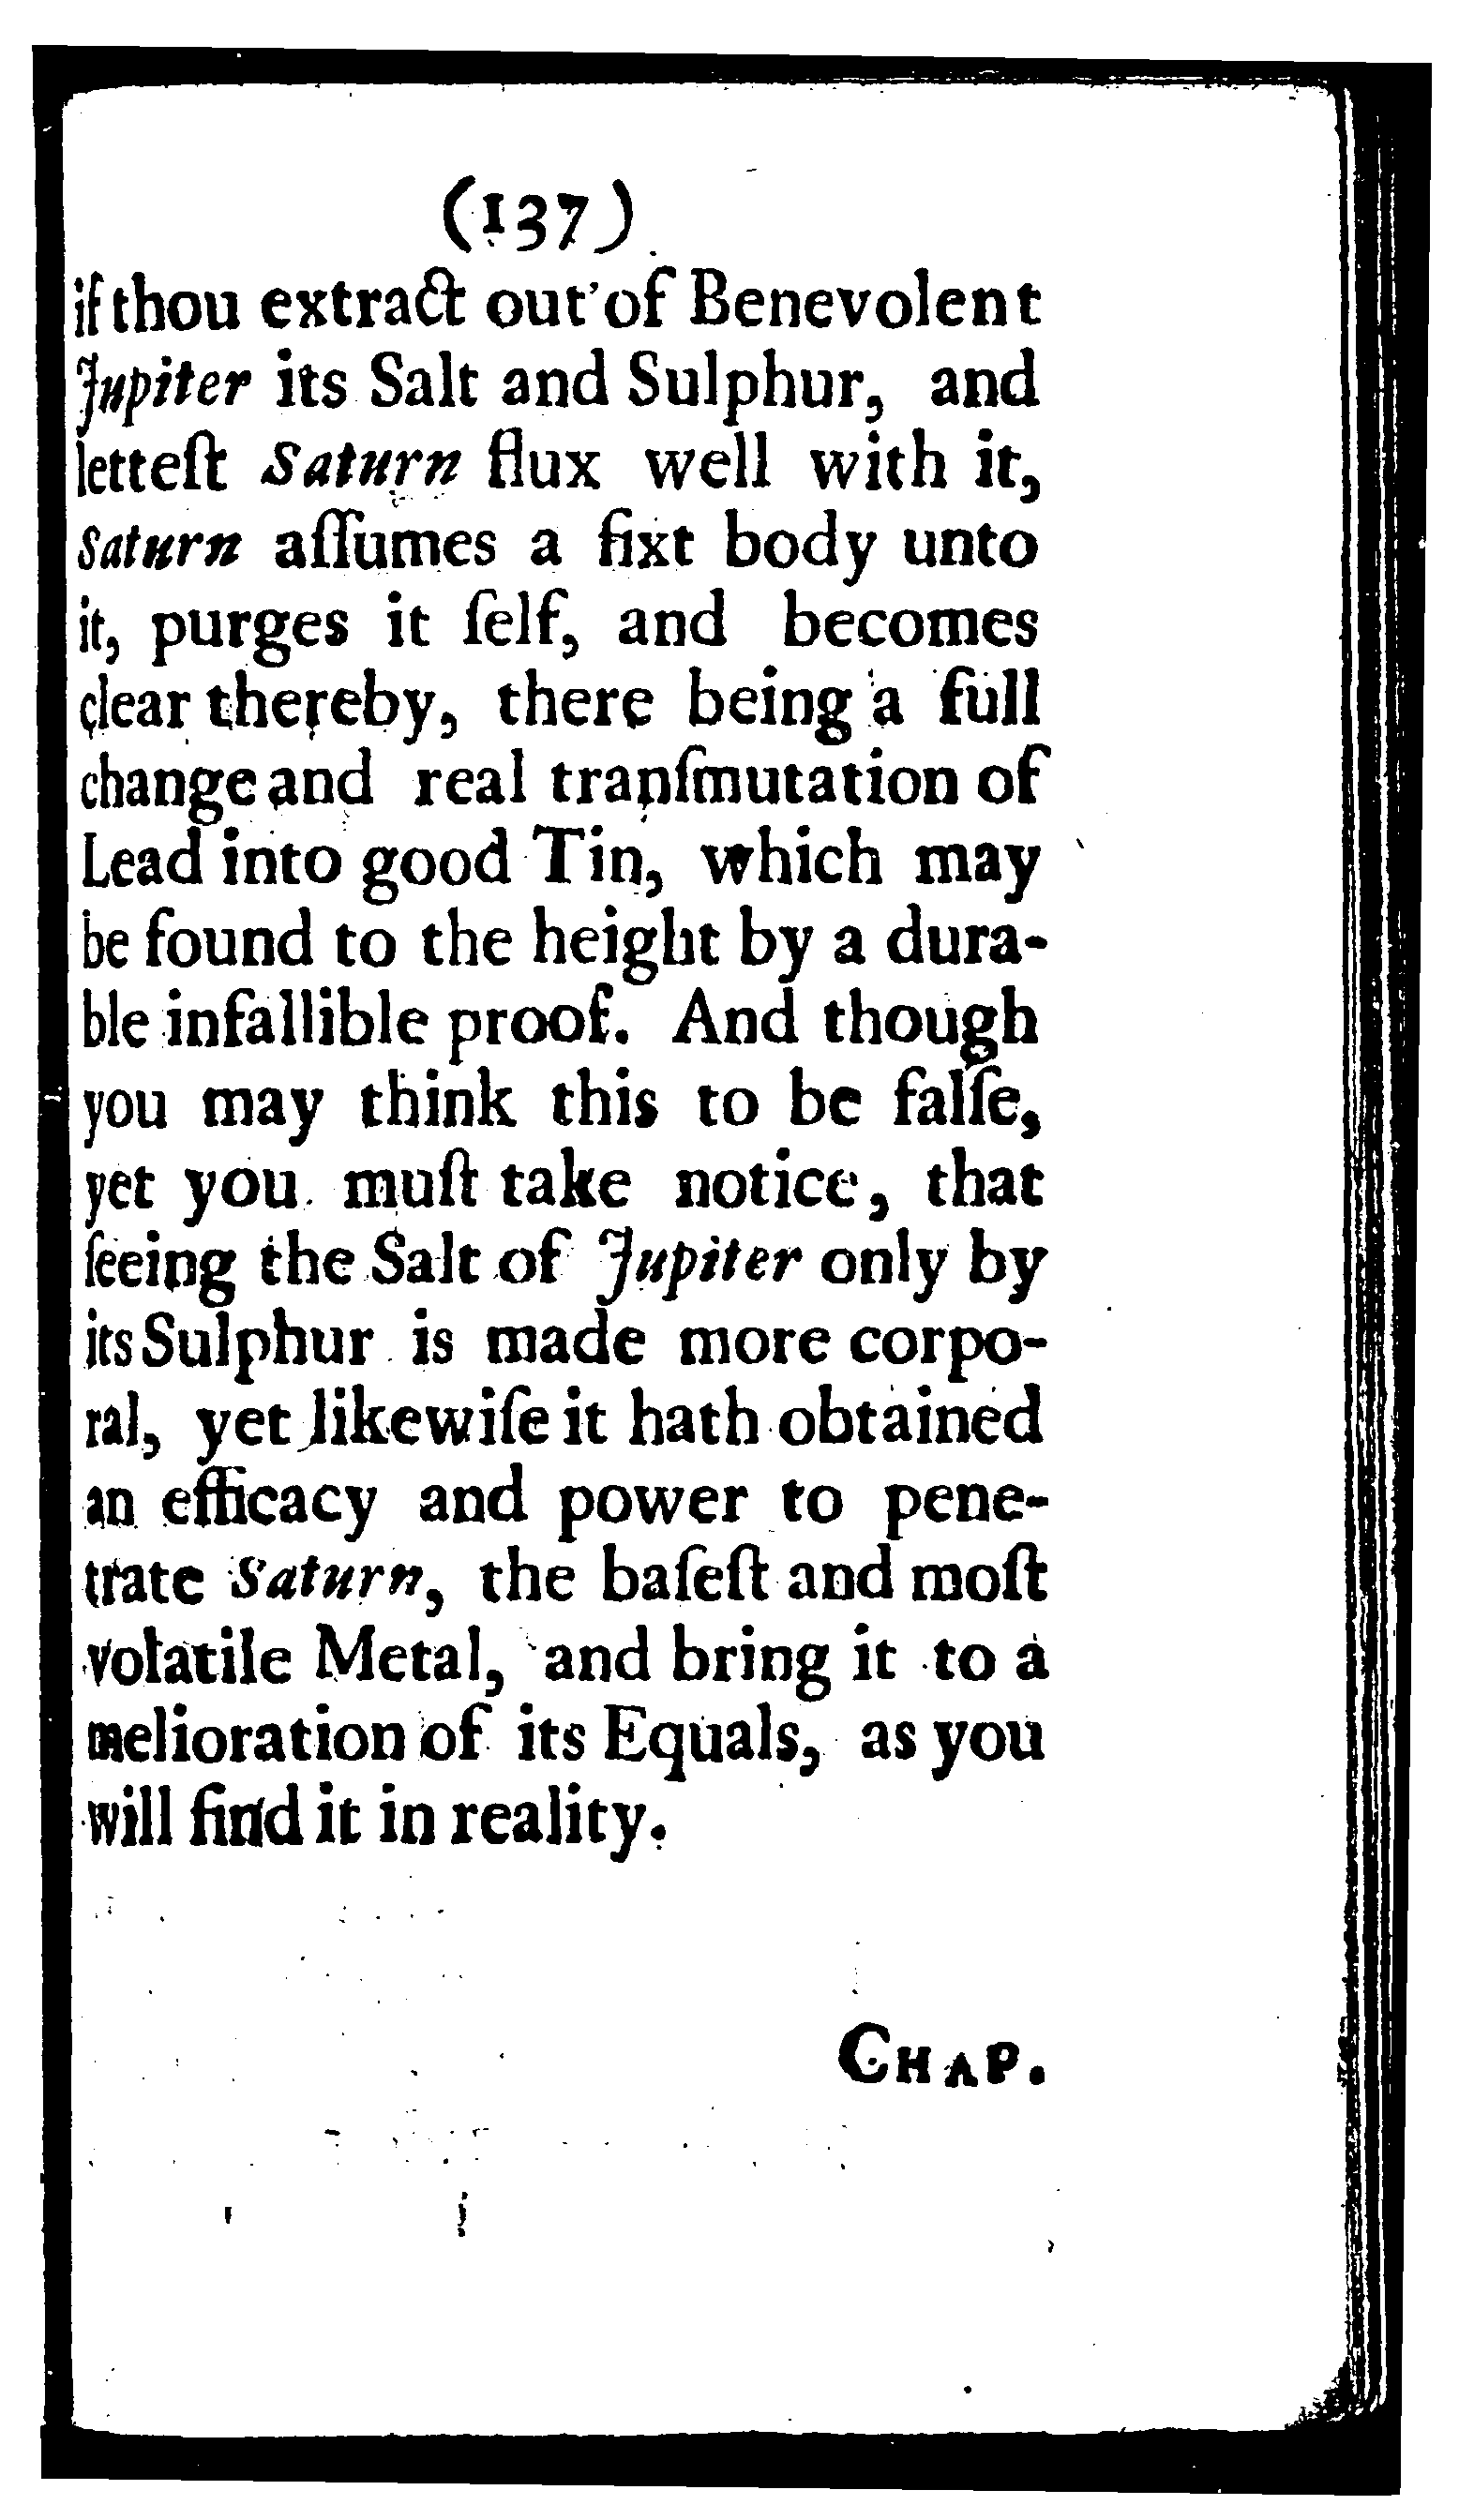 (137)
if thou extract out of Benevolent
Jupiter its Salt and Sulphur, and
letteſt Saturn flux well with it,
Saturn aſſumes a fixt body unto
it, purges it ſelf, and becomes
clear thereby, there being a full
change and real tranſmutation of
Lead into good Tin, which may
be found to the height by a dura-
ble infallible proof. And though
you may think this to be falſe,
yet you muſt take notice, that
ſeeing the Salt of Jupiter only by
its Sulphur is made more corpo-
ral, yet likewiſe it hath obtained
an efficacy and power to pene-
trate Saturn, the baſeſt and moſt
volatile Metal, and bring it to a
melioration of its Equals, as you
will find it in reality.
CHAP.